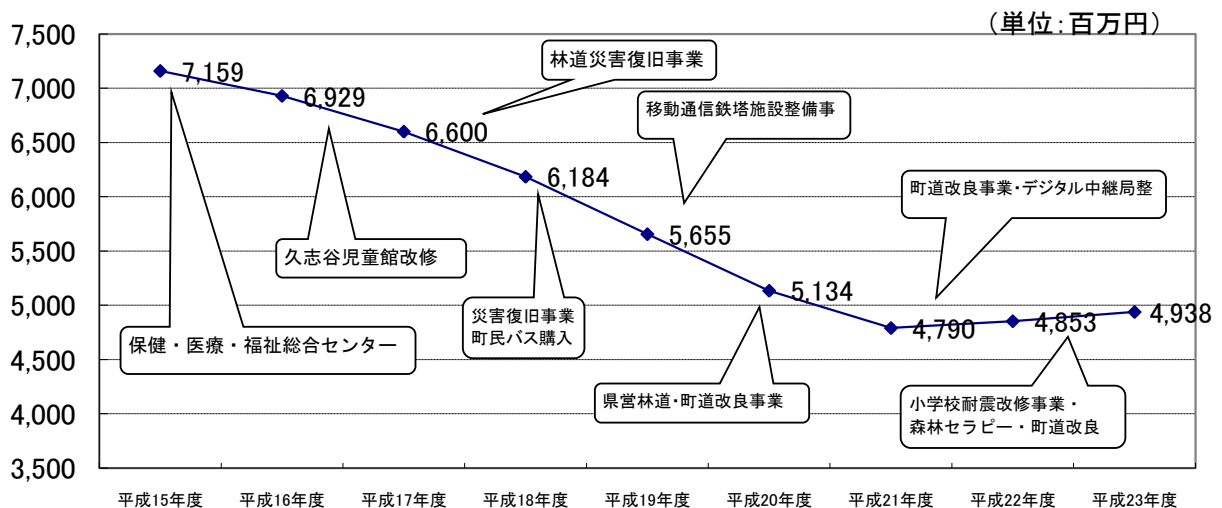 （単位：百万円）
7,500
7,000
6,500
6,000
5,500
5,000
4,500
4,000
3,500
7,159
6,929
6,600
6,184
5,655
5,134
4,790
4,853
4,938
林道災害復旧事業
移動通信鉄塔施設整備事
町道改良事業・デジタル中継局整
久志谷児童館改修
災害復旧事業
町民バス購入
保健・医療・福祉総合センター
県営林道・町道改良事業
小学校耐震改修事業・
森林セラピー・町道改良
平成15年度
平成16年度
平成17年度
平成18年度
平成19年度
平成20年度
平成21年度
平成22年度
平成23年度